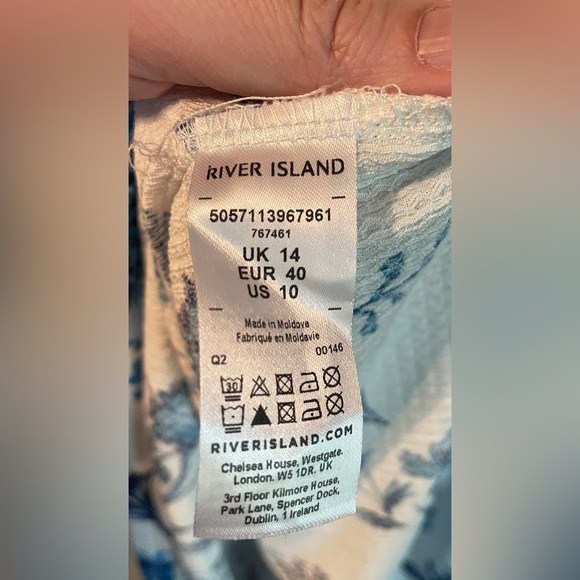 RIVER ISLAND
5057113967961
767461
UK 14
EUR 40
US 10
Made in Moldova
Fabriqué en Moldavie
Q2 00146
30
RIVERISLAND.COM
Chelsea House, Westgate,
London. W5 1DR. UK
3rd Floor Kilmore House,
Park Lane, Spencer Dock,
Dublin, 1 Ireland